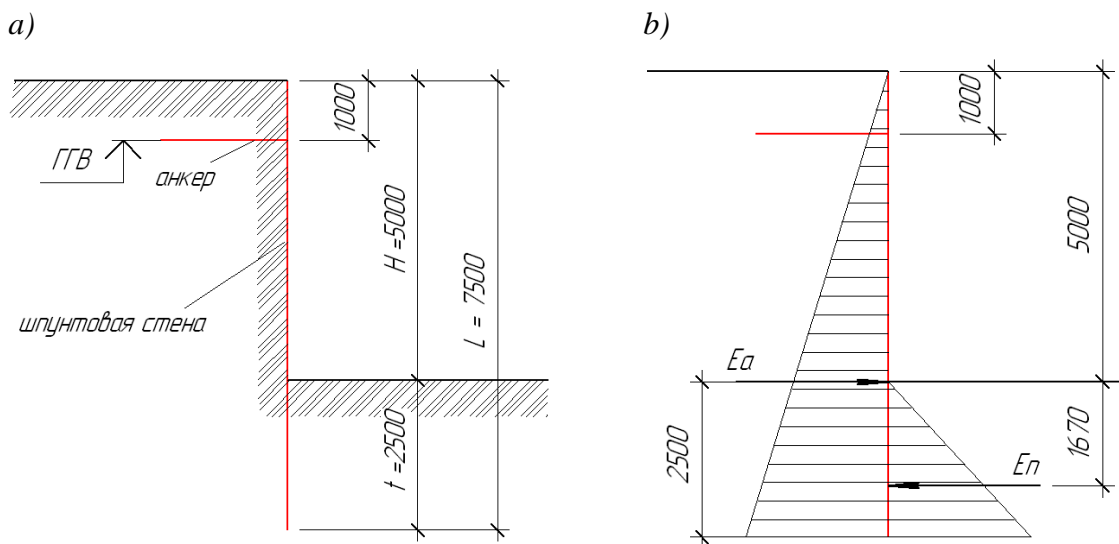 a)
b)
1000
1000
ГГВ
анкер
H =5000
5000
L = 7500
шпунтовая стена
Ea
t =2500
2500
1670
Eп